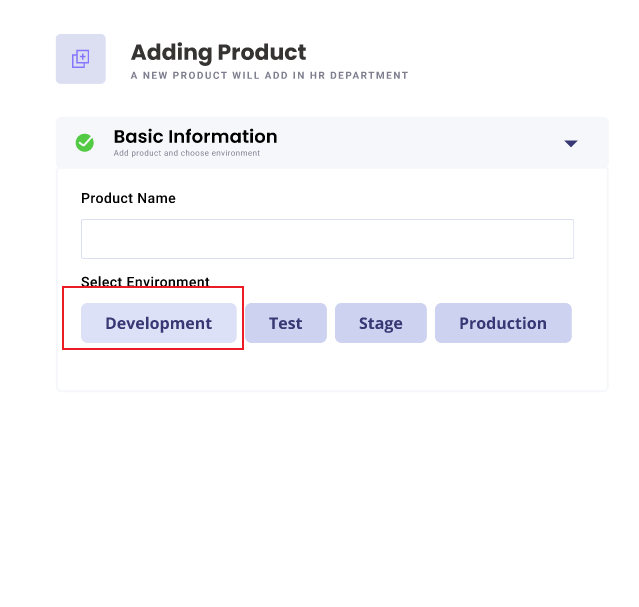 Adding Product
A NEW PRODUCT WILL ADD IN HR DEPARTMENT
Basic Information
Add product and choose environment
Product Name
Select Environment
Development Test Stage Production